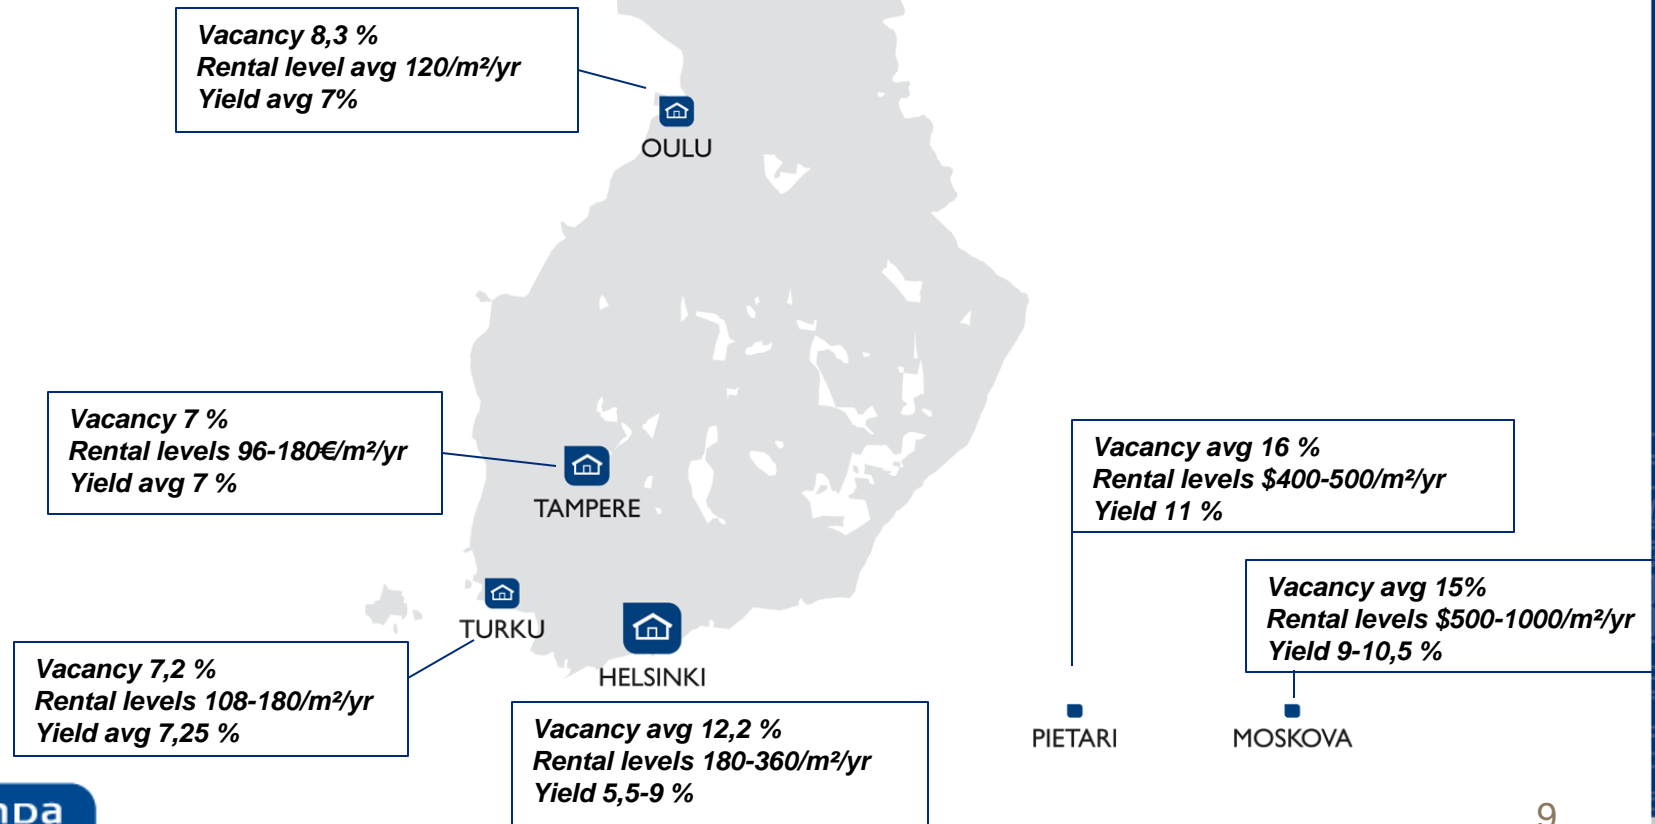 Vacancy 8,3 %
Rental level avg 120/m²/yr
Yield avg 7%
OULU
Vacancy 7 %
Rental levels 96-180€/m²/yr
Yield avg 7 %
TAMPERE
Vacancy avg 16 %
Rental levels $400-500/m²/yr
Yield 11 %
Vacancy avg 15%
Rental levels $500-1000/m²/yr
Yield 9-10,5 %
TURKU
HELSINKI
Vacancy 7,2 %
Rental levels 108-180/m²/yr
Yield avg 7,25 %
Vacancy avg 12,2 %
Rental levels 180-360/m²/yr
Yield 5,5-9 %
PIETARI
MOSKOVA
9